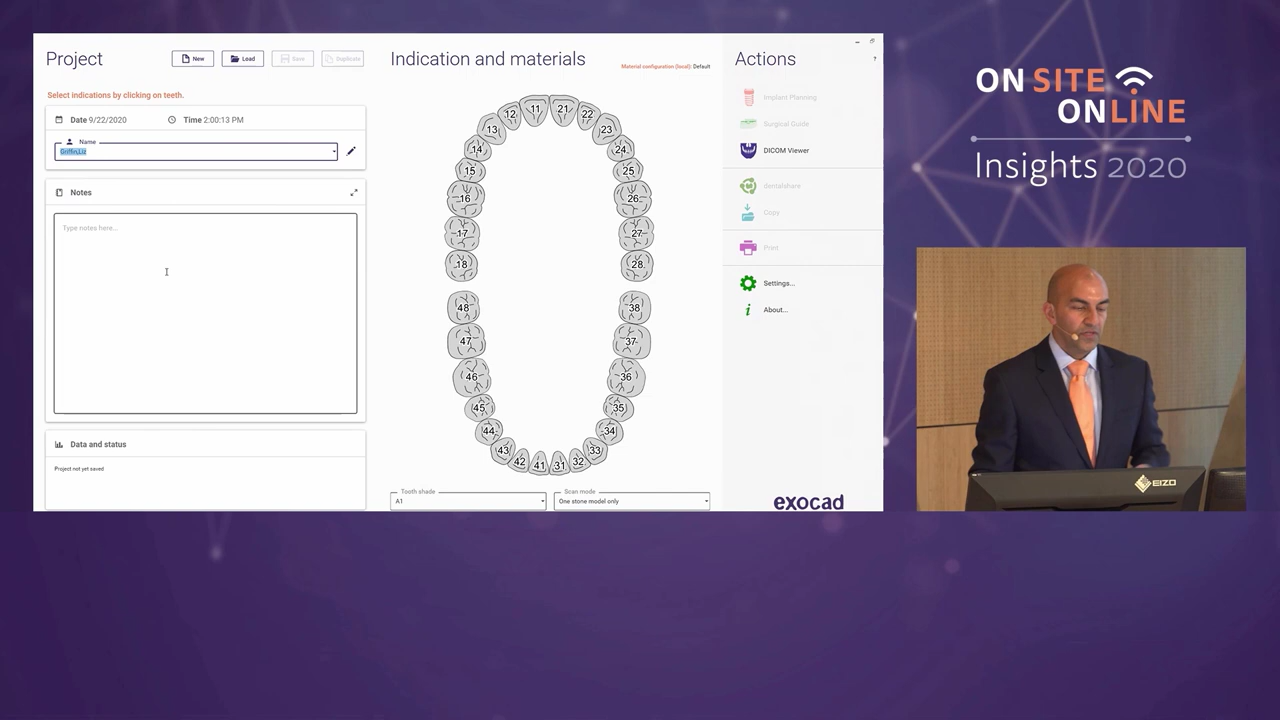 Project
New
Load
Save
Duplicate
Select indications by clicking on teeth.
Date 9/22/2020
Time 2:00:13 PM
Name
Griffin,Liz
Notes
Type notes here...
Data and status
Project not yet saved
Indication and materials
Material configuration (local): Default
11 21
12 22
13 23
14 24
15 25
16 26
17 27
18 28
48 38
47 37
46 36
45 35
44 34
43 33
42 41 31 32
Tooth shade
A1
Scan mode
One stone model only
Actions
?
Implant Planning
Surgical Guide
DICOM Viewer
dentalshare
Copy
Print
Settings...
About...
exocad
ON SITE
ONLINE
Insights 2020
EIZO